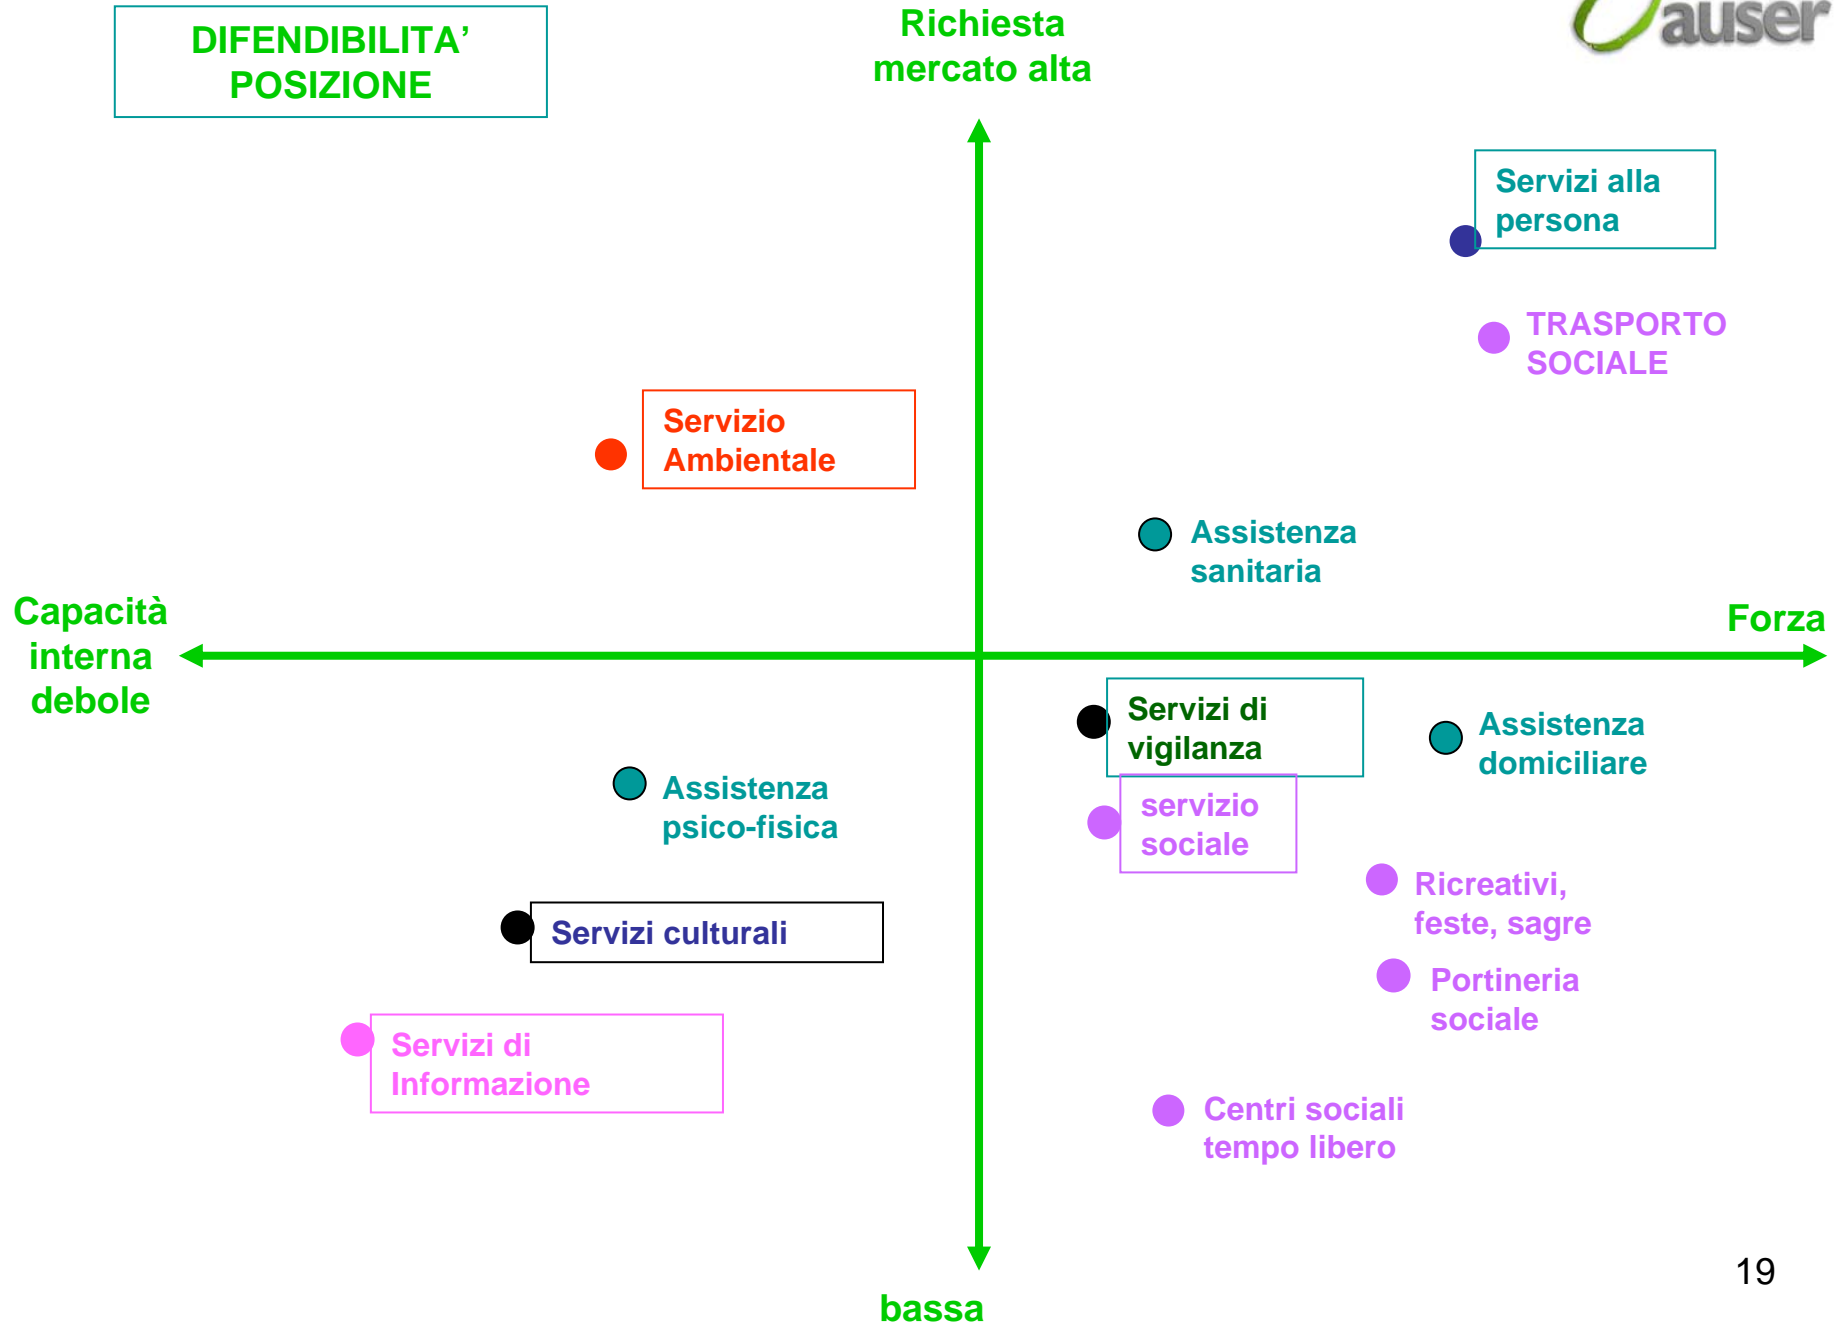 DIFENDIBILITA’
POSIZIONE
Richiesta
mercato alta
auser
Servizi alla
persona
TRASPORTO
SOCIALE
Servizio
Ambientale
Assistenza
sanitaria
Capacità
interna
debole
Forza
Servizi di
vigilanza
Assistenza
domiciliare
Assistenza
psico-fisica
servizio
sociale
Ricreativi,
feste, sagre
Servizi culturali
Portineria
sociale
Servizi di
Informazione
Centri sociali
tempo libero
19
bassa